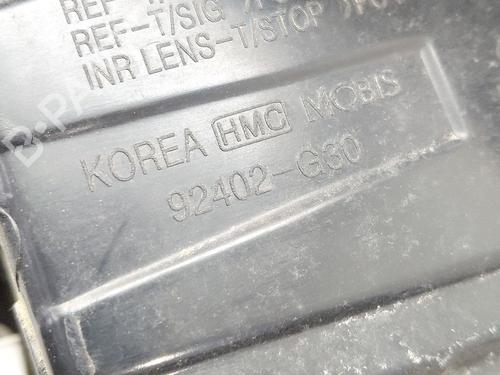 REF-T/SIG
INR LENS-T/STOP
KOREA HMC MOBIS
92402-G30